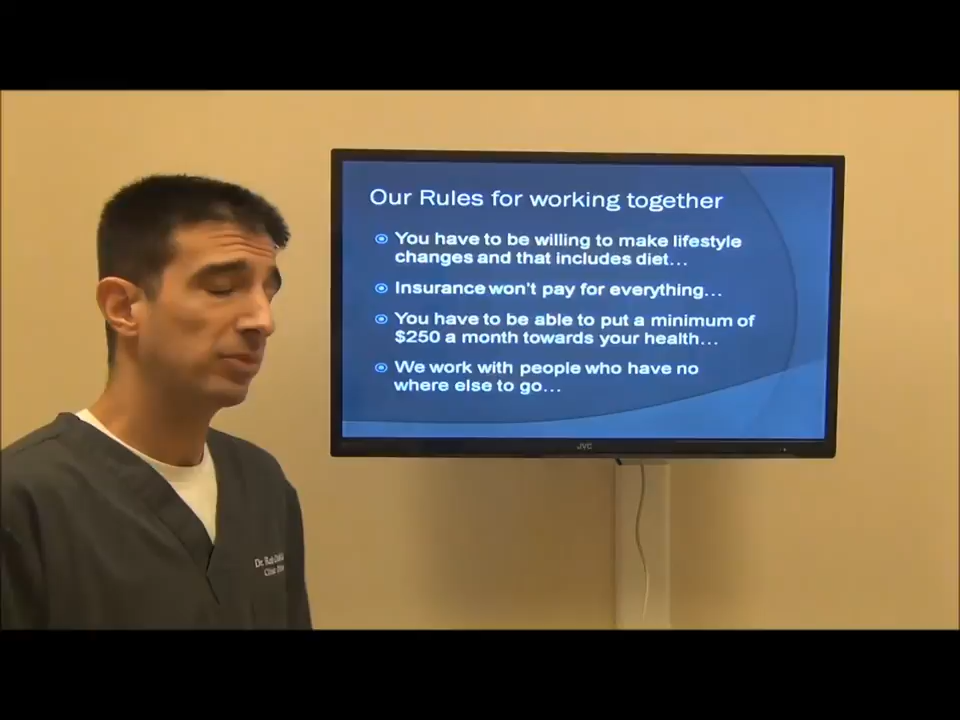 Our Rules for working together
You have to be willing to make lifestyle
changes and that includes diet...
Insurance won't pay for everything...
You have to be able to put a minimum of
$250 a month towards your health...
We work with people who have no
where else to go...
JVC
Dr.